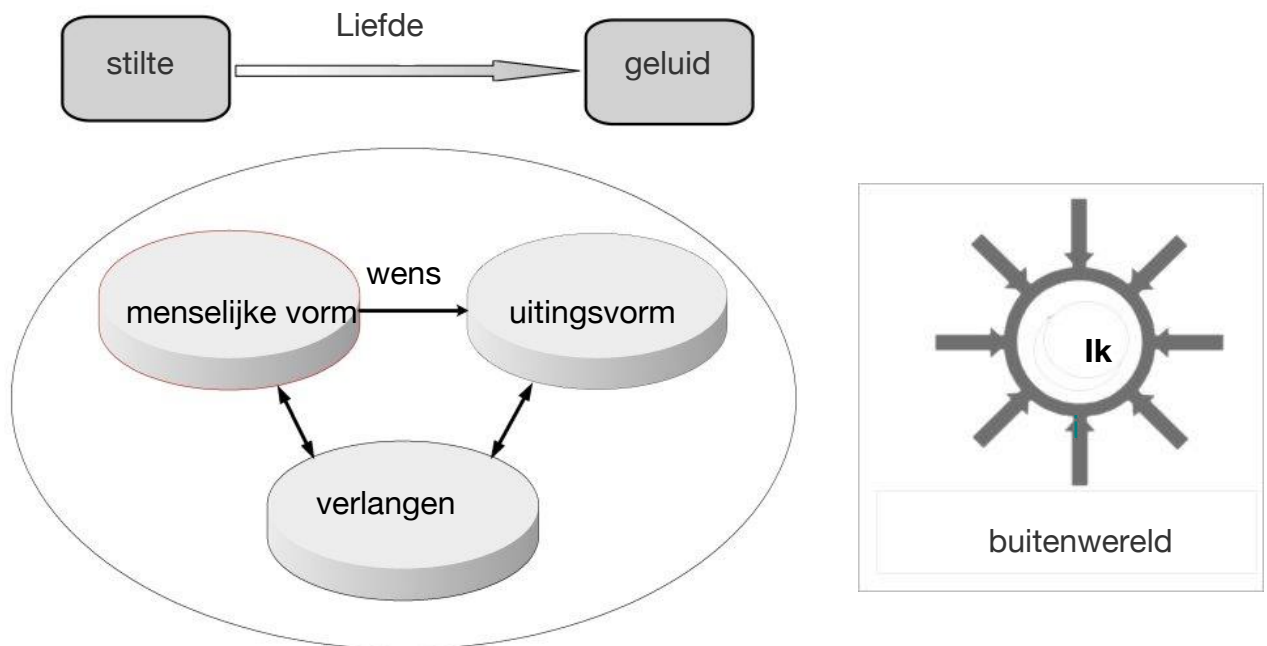 Liefde
stilte
geluid
wens
menselijke vorm
uitingsvorm
verlangen
Ik
buitenwereld